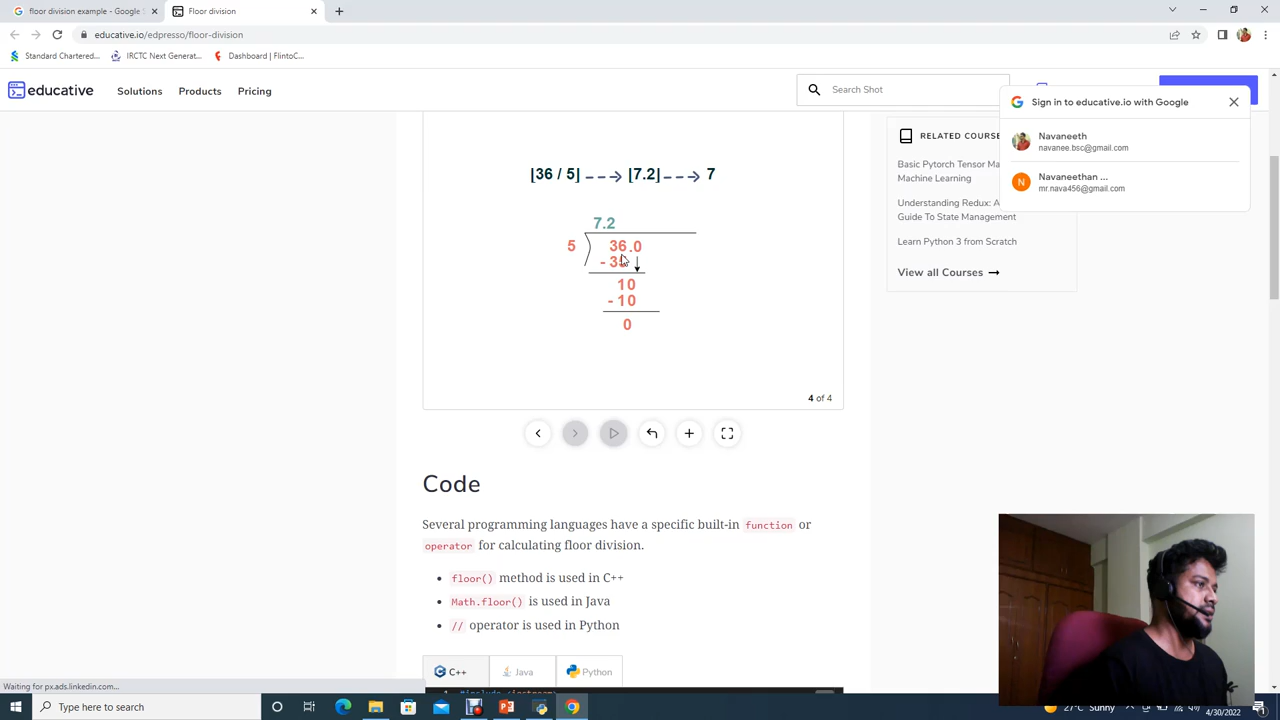 floor division example - Google S
Floor division
educative.io/edpresso/floor-division
Standard Chartered...
IRCTC Next Generat...
Dashboard | FlintoC...
educative
Solutions
Products
Pricing
Search Shot
Sign in to educative.io with Google
Navaneeth
navanee.bsc@gmail.com
Navaneethan ...
mr.nava456@gmail.com
RELATED COURSE
Basic Pytorch Tensor Ma
Machine Learning
Understanding Redux: A
Guide To State Management
Learn Python 3 from Scratch
View all Courses
⌊36 / 5⌋ --→ ⌊7.2⌋ --→ 7
7.2
5 36.0
- 35
10
- 10
0
4 of 4
Code
Several programming languages have a specific built-in function or
operator for calculating floor division.
• floor() method is used in C++
• Math.floor() is used in Java
• // operator is used in Python
C++
Java
Python
1 #include <iostream>
Waiting for px.ads.linkedin.com...
Type here to search
27°C Sunny
4/30/2022